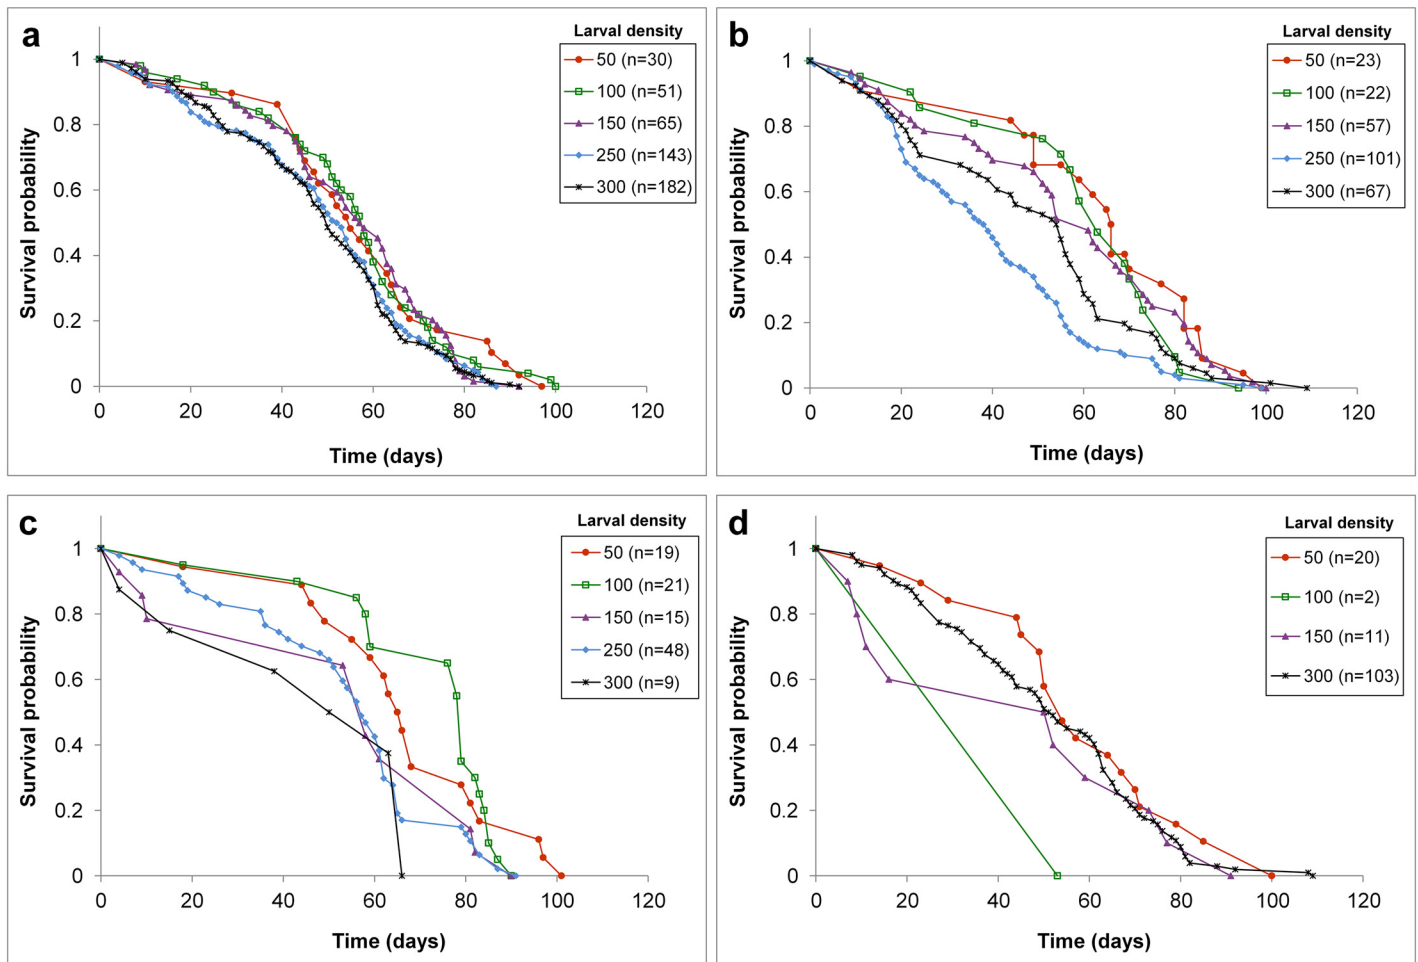 a
Larval density
50 (n=30)
100 (n=51)
150 (n=65)
250 (n=143)
300 (n=182)
Survival probability
1
0.8
0.6
0.4
0.2
0
0 20 40 60 80 100 120
Time (days)
b
Larval density
50 (n=23)
100 (n=22)
150 (n=57)
250 (n=101)
300 (n=67)
Survival probability
1
0.8
0.6
0.4
0.2
0
0 20 40 60 80 100 120
Time (days)
c
Larval density
50 (n=19)
100 (n=21)
150 (n=15)
250 (n=48)
300 (n=9)
Survival probability
1
0.8
0.6
0.4
0.2
0
0 20 40 60 80 100 120
Time (days)
d
Larval density
50 (n=20)
100 (n=2)
150 (n=11)
300 (n=103)
Survival probability
1
0.8
0.6
0.4
0.2
0
0 20 40 60 80 100 120
Time (days)